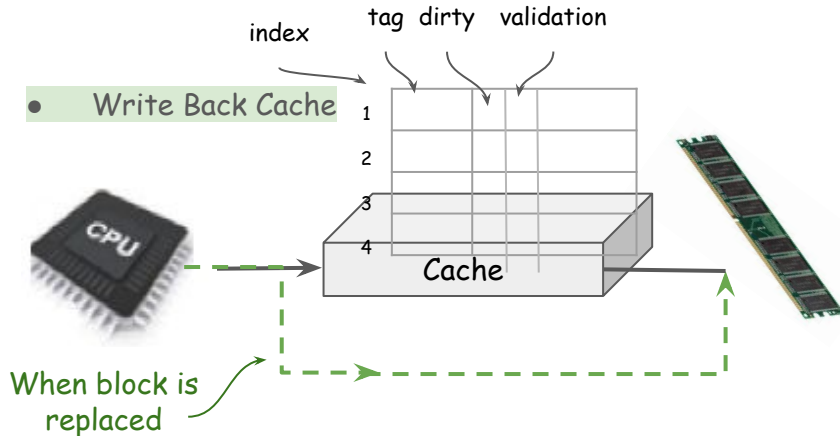 tag dirty validation
index
● Write Back Cache
1
2
3
4
CPU
Cache
When block is
replaced